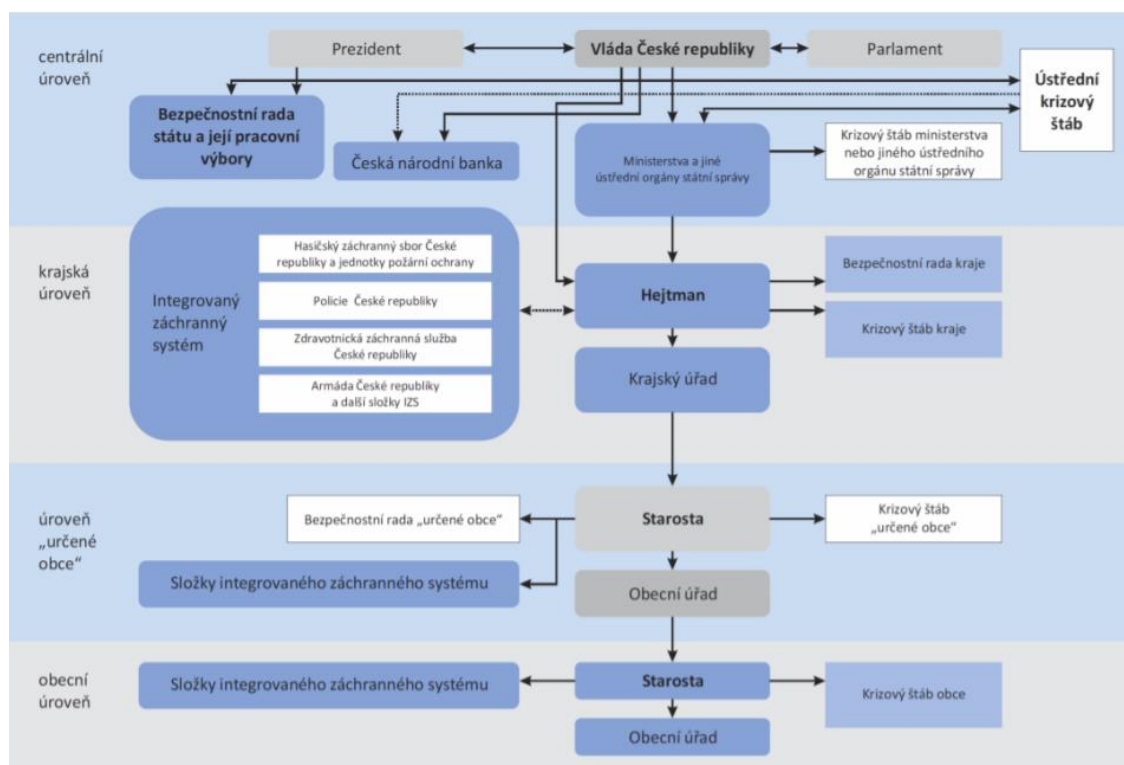 centrální
úroveň
Prezident
Vláda České republiky
Parlament
Ústřední
krizový
štáb
Bezpečnostní rada
státu a její pracovní
výbory
Česká národní banka
Ministerstva a jiné
ústřední orgány státní správy
Krizový štáb ministerstva
nebo jiného ústředního
orgánu státní správy
krajská
úroveň
Integrovaný
záchranný
systém
Hasičský záchranný sbor České
republiky a jednotky požární ochrany
Policie České republiky
Zdravotnická záchranná služba
České republiky
Armáda České republiky
a další složky IZS
Hejtman
Bezpečnostní rada kraje
Krizový štáb kraje
Krajský úřad
úroveň
„určené
obce“
Bezpečnostní rada „určené obce“
Starosta
Krizový štáb
„určené obce“
Složky integrovaného záchranného systému
Obecní úřad
obecní
úroveň
Složky integrovaného záchranného systému
Starosta
Krizový štáb obce
Obecní úřad